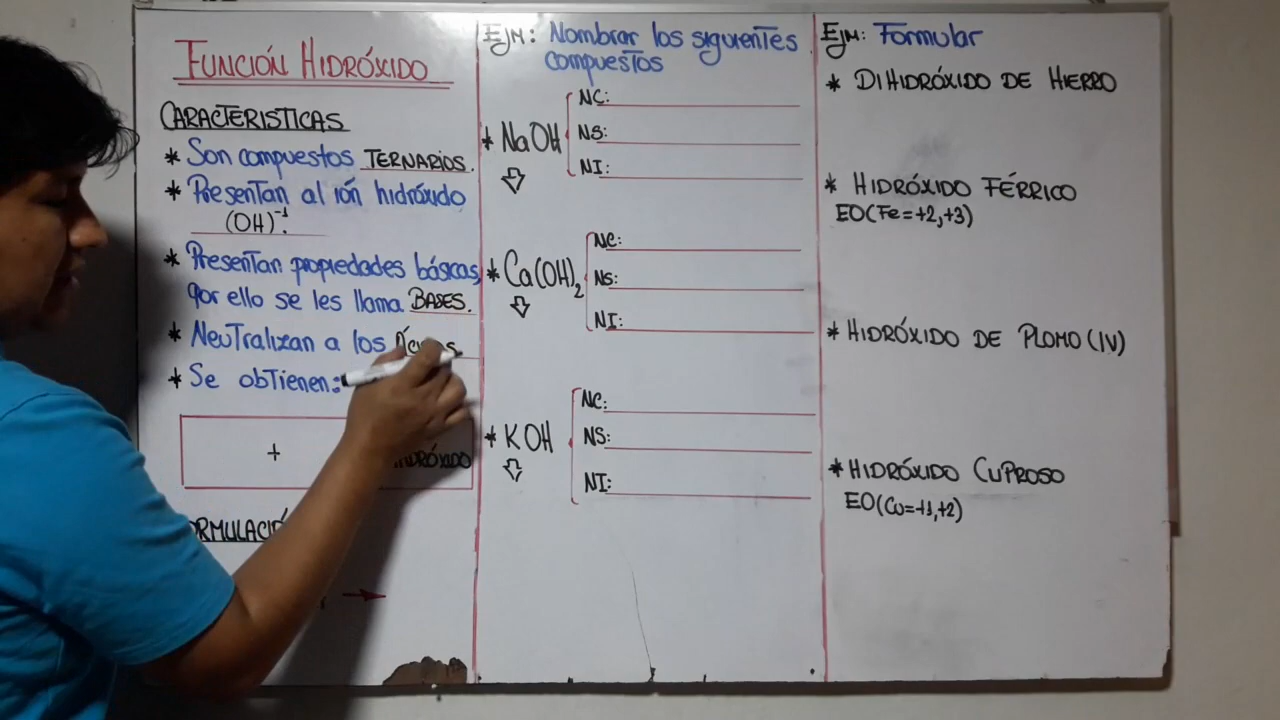 FUNCIÓN HIDRÓXIDO
CARACTERISTICAS
* Son compuestos TERNARIOS.
* Presentan al ión hidróxido
(OH)⁻¹.
* Presentan propiedades básicas,
por ello se les llama BASES.
* Neutralizan a los
* Se obtienen:
+
EJM: Nombrar los siguientes
compuestos
* NaOH
NC:
NS:
NI:
* Ca(OH)₂
NC:
NS:
NI:
* KOH
NC:
NS:
NI:
EJM: Formular
* DIHIDRÓXIDO DE HIERRO
* HIDRÓXIDO FÉRRICO
EO(Fe=+2,+3)
* HIDRÓXIDO DE PLOMO (IV)
* HIDRÓXIDO CUPROSO
EO(Cu=+1,+2)